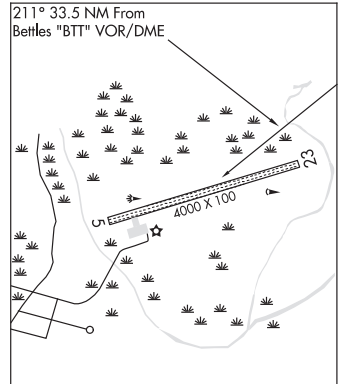 211° 33.5 NM From
Bettles "BTT" VOR/DME
23
5
4000 X 100